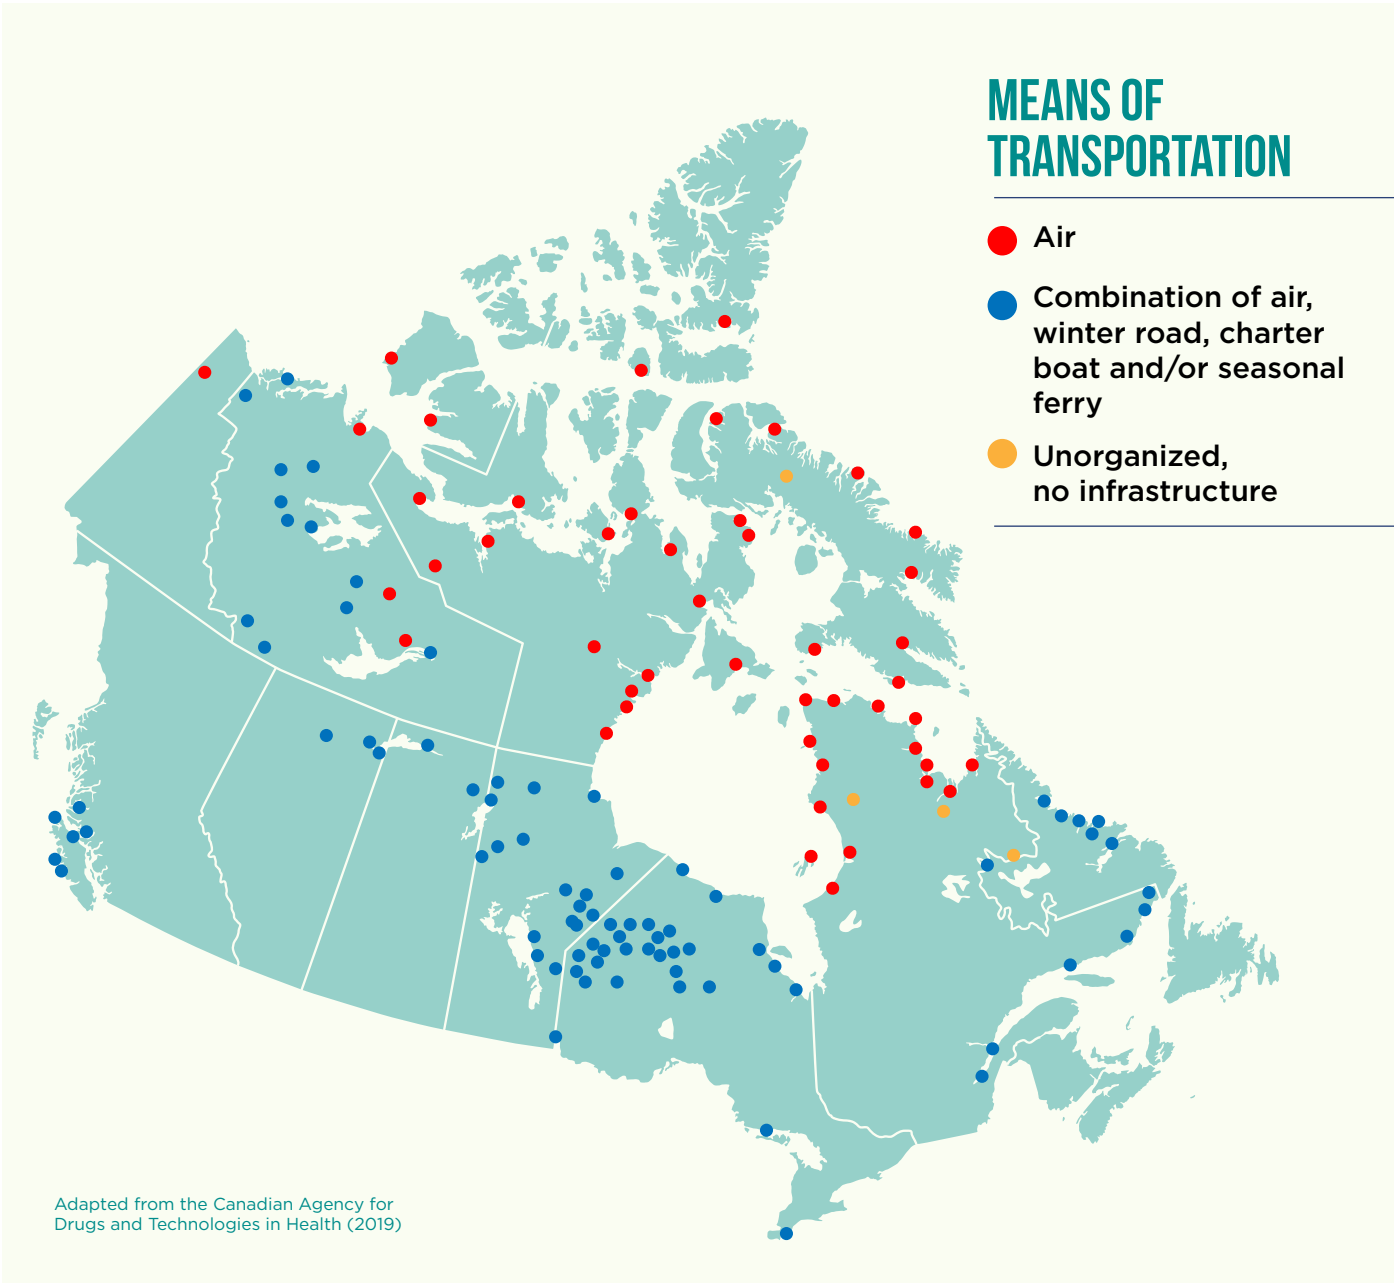 MEANS OF
TRANSPORTATION
Air
Combination of air,
winter road, charter
boat and/or seasonal
ferry
Unorganized,
no infrastructure
Adapted from the Canadian Agency for
Drugs and Technologies in Health (2019)